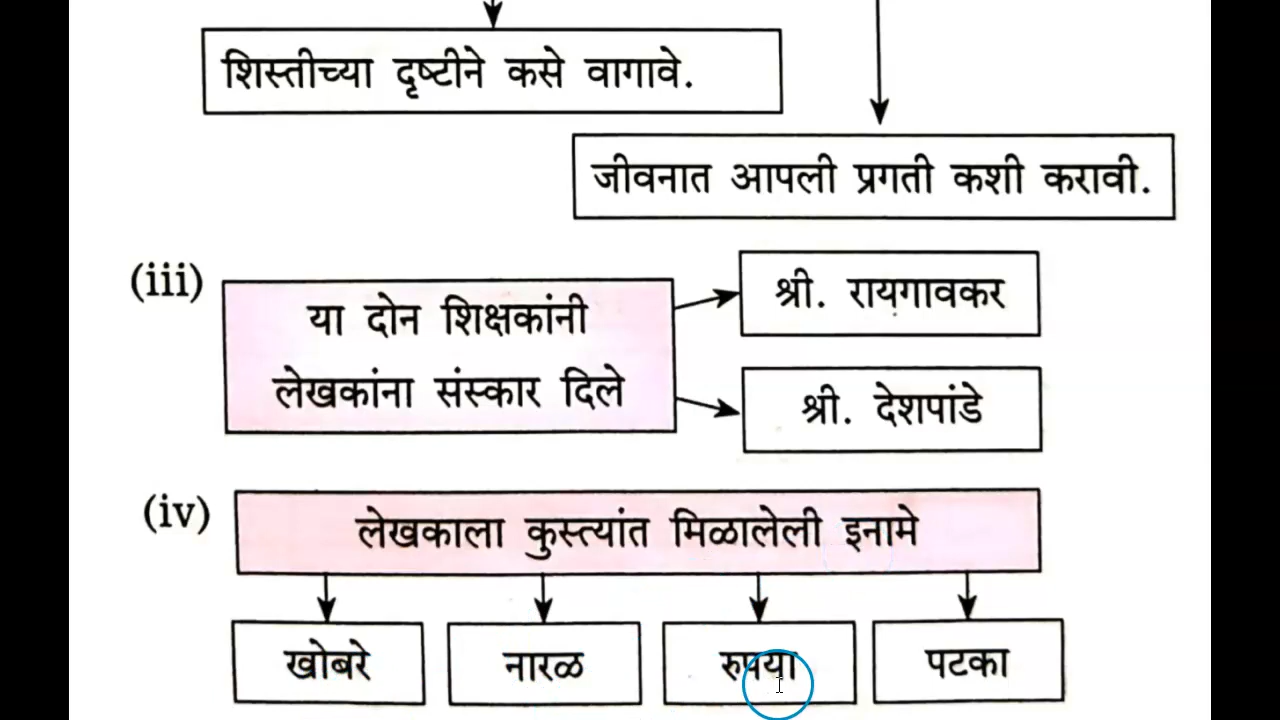 शिस्तीच्या दृष्टीने कसे वागावे.
जीवनात आपली प्रगती कशी करावी.
(iii)
या दोन शिक्षकांनी
लेखकांना संस्कार दिले
श्री. रायगावकर
श्री. देशपांडे
(iv)
लेखकाला कुस्त्यांत मिळालेली इनामे
खोबरे
नारळ
रुपया
पटका